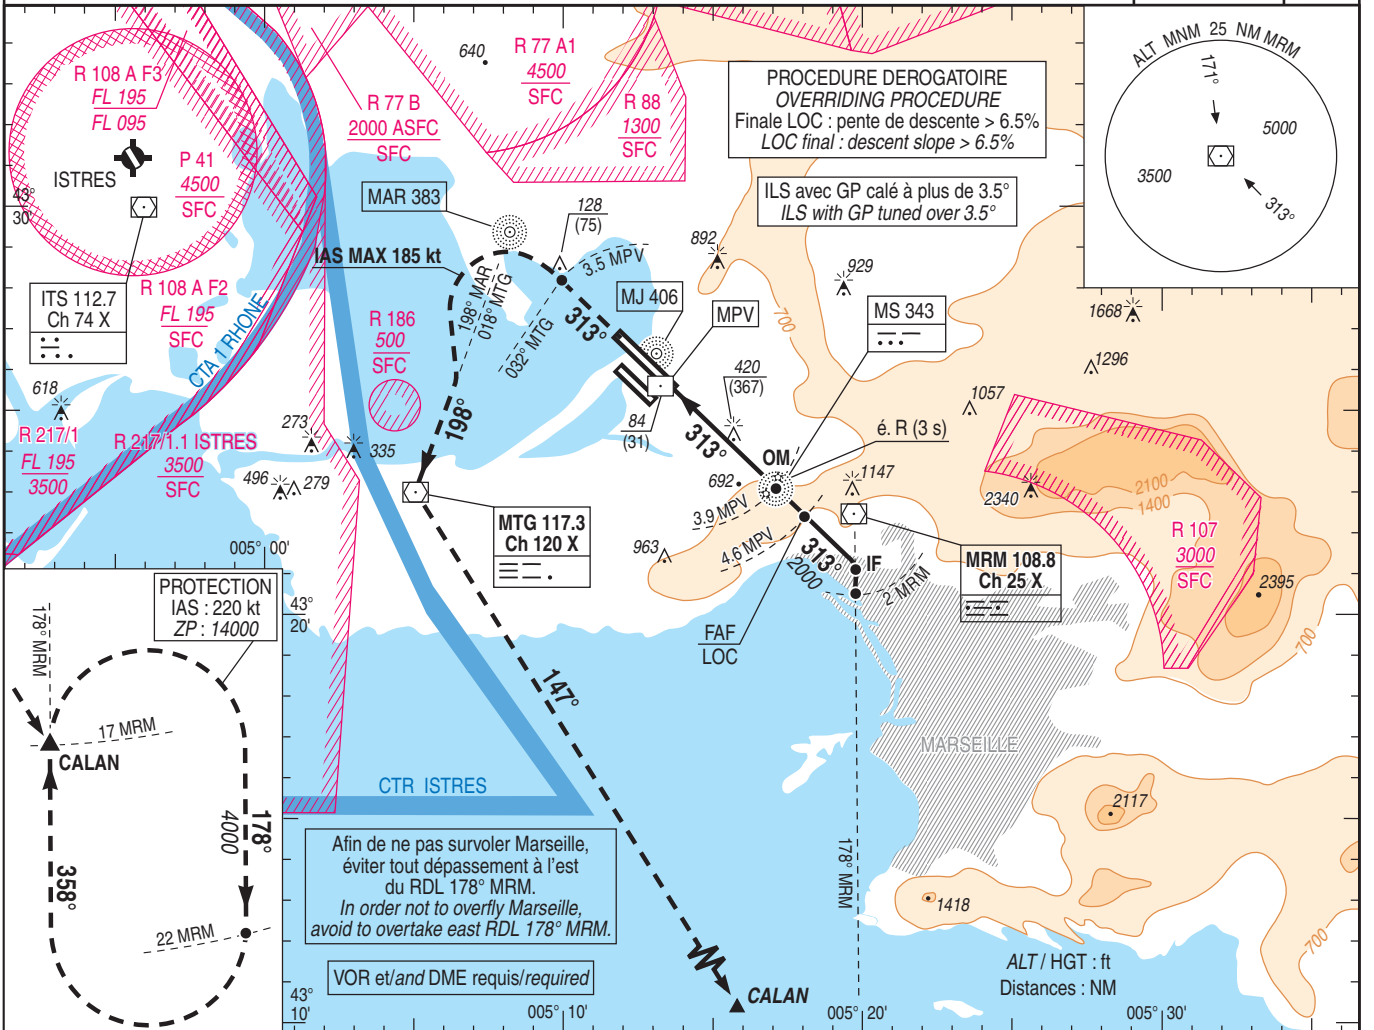 R 108 A F3
FL 195
FL 095
P 41
4500
SFC
ISTRES
43°
30'
ITS 112.7
Ch 74 X
R 108 A F2
FL 195
SFC
CTA 1 RHONE
618
R 217/1
FL 195
3500
R 217/1.1 ISTRES
3500
SFC
273
335
496
279
005° 00'
640
R 77 A1
4500
SFC
R 77 B
2000 ASFC
SFC
R 88
1300
SFC
MAR 383
128
(75)
IAS MAX 185 kt
3.5 MPV
198° MAR
018° MTG
032° MTG
313°
MJ 406
MPV
R 186
500
SFC
198°
84
(31)
420
(367)
313°
MTG 117.3
Ch 120 X
PROCEDURE DEROGATOIRE
OVERRIDING PROCEDURE
Finale LOC : pente de descente > 6.5%
LOC final : descent slope > 6.5%
ILS avec GP calé à plus de 3.5°
ILS with GP tuned over 3.5°
892
929
700
MS 343
é. R (3 s)
OM
692
1147
3.9 MPV
4.6 MPV
963
313°
2000
IF
2 MRM
MRM 108.8
Ch 25 X
FAF
LOC
ALT MNM 25 NM MRM
171°
5000
3500
313°
1668
1296
1057
2340
2100
1400
R 107
3000
SFC
2395
700
PROTECTION
IAS : 220 kt
ZP : 14000
178° MRM
17 MRM
CALAN
178°
4000
358°
22 MRM
43°
20'
147°
CTR ISTRES
MARSEILLE
Afin de ne pas survoler Marseille,
éviter tout dépassement à l'est
du RDL 178° MRM.
In order not to overfly Marseille,
avoid to overtake east RDL 178° MRM.
VOR et/and DME requis/required
178° MRM
2117
1418
700
CALAN
ALT / HGT : ft
Distances : NM
43°
10'
005° 10'
005° 20'
005° 30'